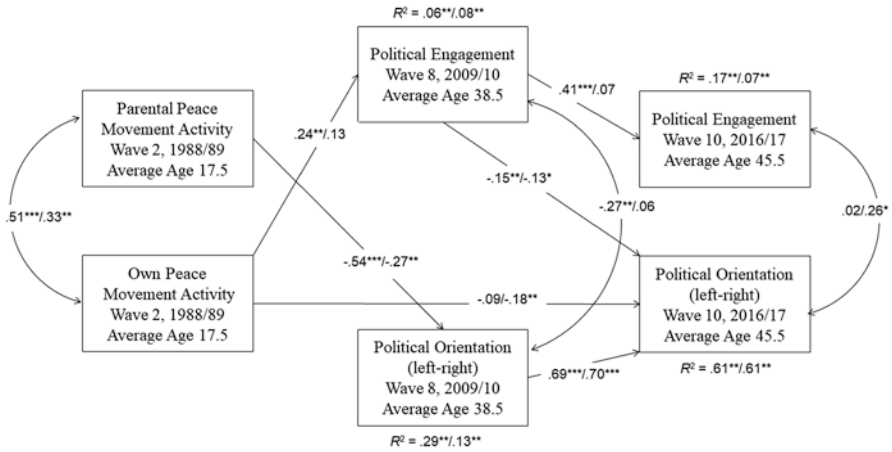 R² = .06**/.08**
Political Engagement
Wave 8, 2009/10
Average Age 38.5
R² = .17**/.07**
Political Engagement
Wave 10, 2016/17
Average Age 45.5
Parental Peace
Movement Activity
Wave 2, 1988/89
Average Age 17.5
.41***/.07
.24**/.13
-.15**/-.13*
-.27**/.06
.02/.26*
.51***/.33**
-.54***/-.27**
Own Peace
Movement Activity
Wave 2, 1988/89
Average Age 17.5
-.09/-.18**
Political Orientation
(left-right)
Wave 10, 2016/17
Average Age 45.5
Political Orientation
(left-right)
Wave 8, 2009/10
Average Age 38.5
.69***/.70***
R² = .61**/.61**
R² = .29**/.13**